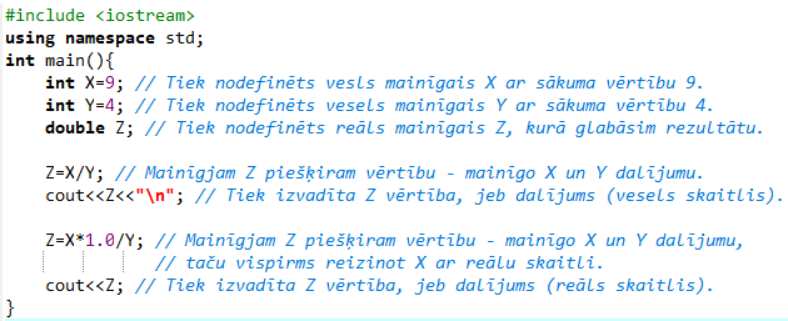 #include <iostream>
using namespace std;
int main(){
    int X=9; // Tiek nodefinēts vesls mainīgais X ar sākuma vērtību 9.
    int Y=4; // Tiek nodefinēts vesels mainīgais Y ar sākuma vērtību 4.
    double Z; // Tiek nodefinēts reāls mainīgais Z, kurā glabāsim rezultātu.

    Z=X/Y; // Mainīgjam Z piešķiram vērtību - mainīgo X un Y dalījumu.
    cout<<Z<<"\n"; // Tiek izvadīta Z vērtība, jeb dalījums (vesels skaitlis).

    Z=X*1.0/Y; // Mainīgjam Z piešķiram vērtību - mainīgo X un Y dalījumu,
               // taču vispirms reizinot X ar reālu skaitli.
    cout<<Z; // Tiek izvadīta Z vērtība, jeb dalījums (reāls skaitlis).
}